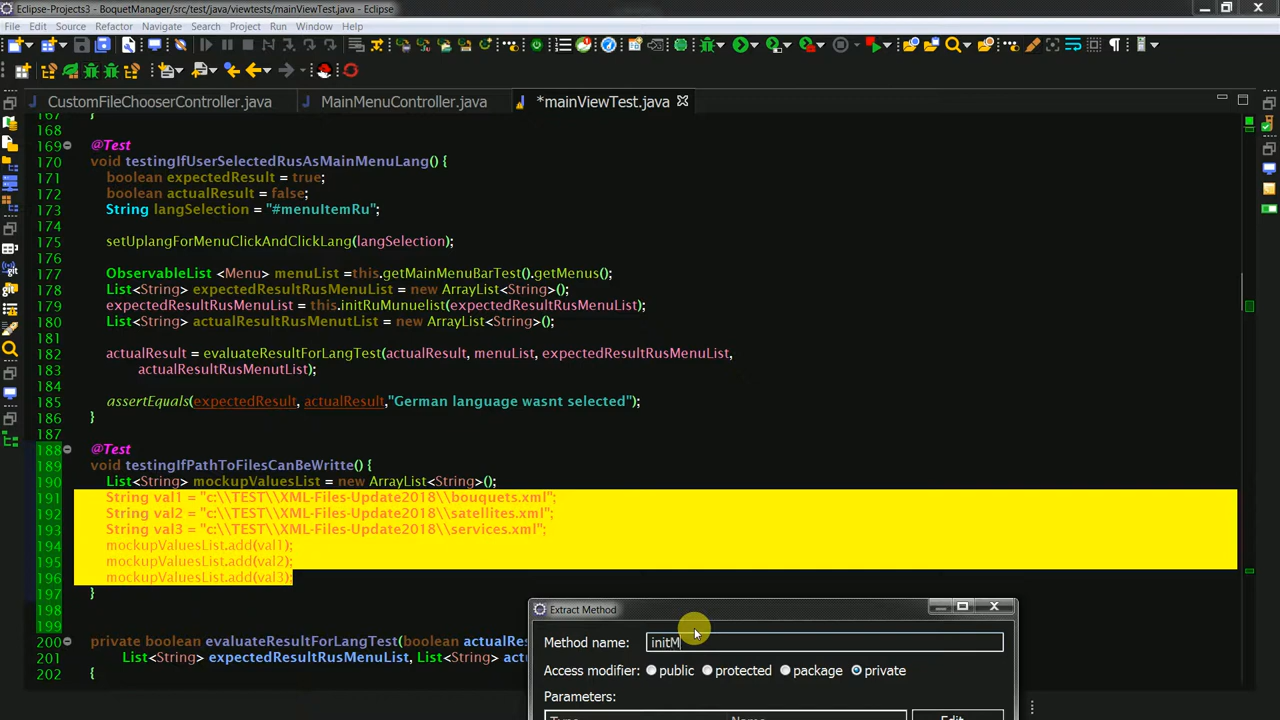 Eclipse-Projects3 - BoquetManager/src/test/java/viewtests/mainViewTest.java - Eclipse
File Edit Source Refactor Navigate Search Project Run Window Help
CustomFileChooserController.java MainMenuController.java *mainViewTest.java
167 }
168
169 @Test
170 void testingIfUserSelectedRusAsMainMenuLang() {
171 boolean expectedResult = true;
172 boolean actualResult = false;
173 String langSelection = "#menuItemRu";
174
175 setUplangForMenuClickAndClickLang(langSelection);
176
177 ObservableList <Menu> menuList =this.getMainMenuBarTest().getMenus();
178 List<String> expectedResultRusMenuList = new ArrayList<String>();
179 expectedResultRusMenuList = this.initRuMunuelist(expectedResultRusMenuList);
180 List<String> actualResultRusMenutList = new ArrayList<String>();
181
182 actualResult = evaluateResultForLangTest(actualResult, menuList, expectedResultRusMenuList,
183 actualResultRusMenutList);
184
185 assertEquals(expectedResult, actualResult,"German language wasnt selected");
186 }
187
188 @Test
189 void testingIfPathToFilesCanBeWritte() {
190 List<String> mockupValuesList = new ArrayList<String>();
191 String val1 = "c:\\TEST\\XML-Files-Update2018\\bouquets.xml";
192 String val2 = "c:\\TEST\\XML-Files-Update2018\\satellites.xml";
193 String val3 = "c:\\TEST\\XML-Files-Update2018\\services.xml";
194 mockupValuesList.add(val1);
195 mockupValuesList.add(val2);
196 mockupValuesList.add(val3);
197 }
198
199
200 private boolean evaluateResultForLangTest(boolean actualRes
201 List<String> expectedResultMenuList, List<String> act
202 {
Extract Method
Method name: initM
Access modifier: public protected package private
Parameters:
Type Name Edit